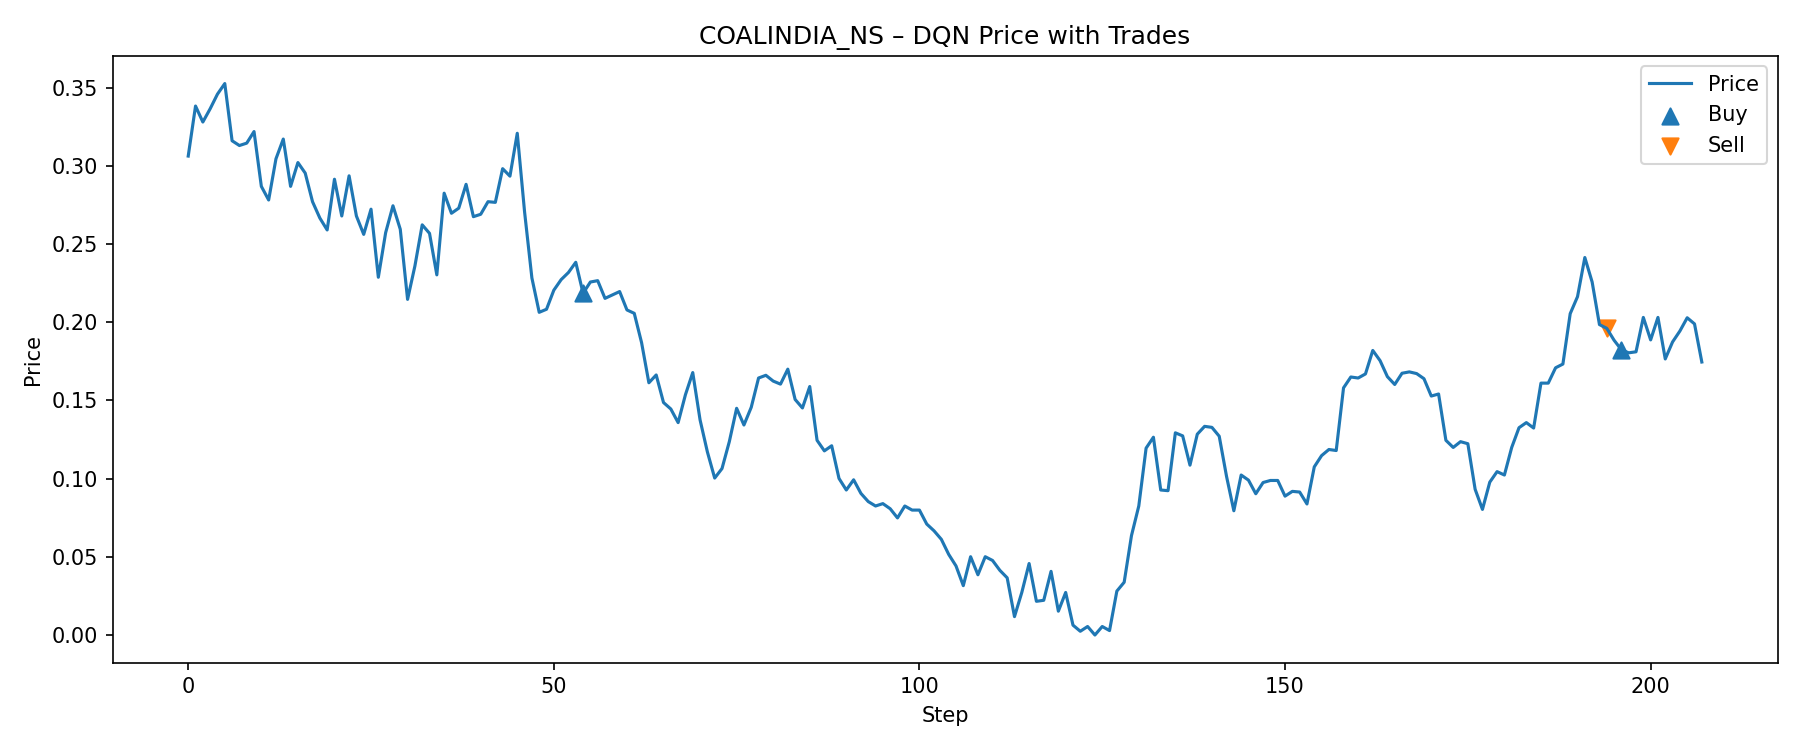 COALINDIA_NS – DQN Price with Trades
Price
Buy
Sell
Price
0.35
0.30
0.25
0.20
0.15
0.10
0.05
0.00
0 50 100 150 200
Step